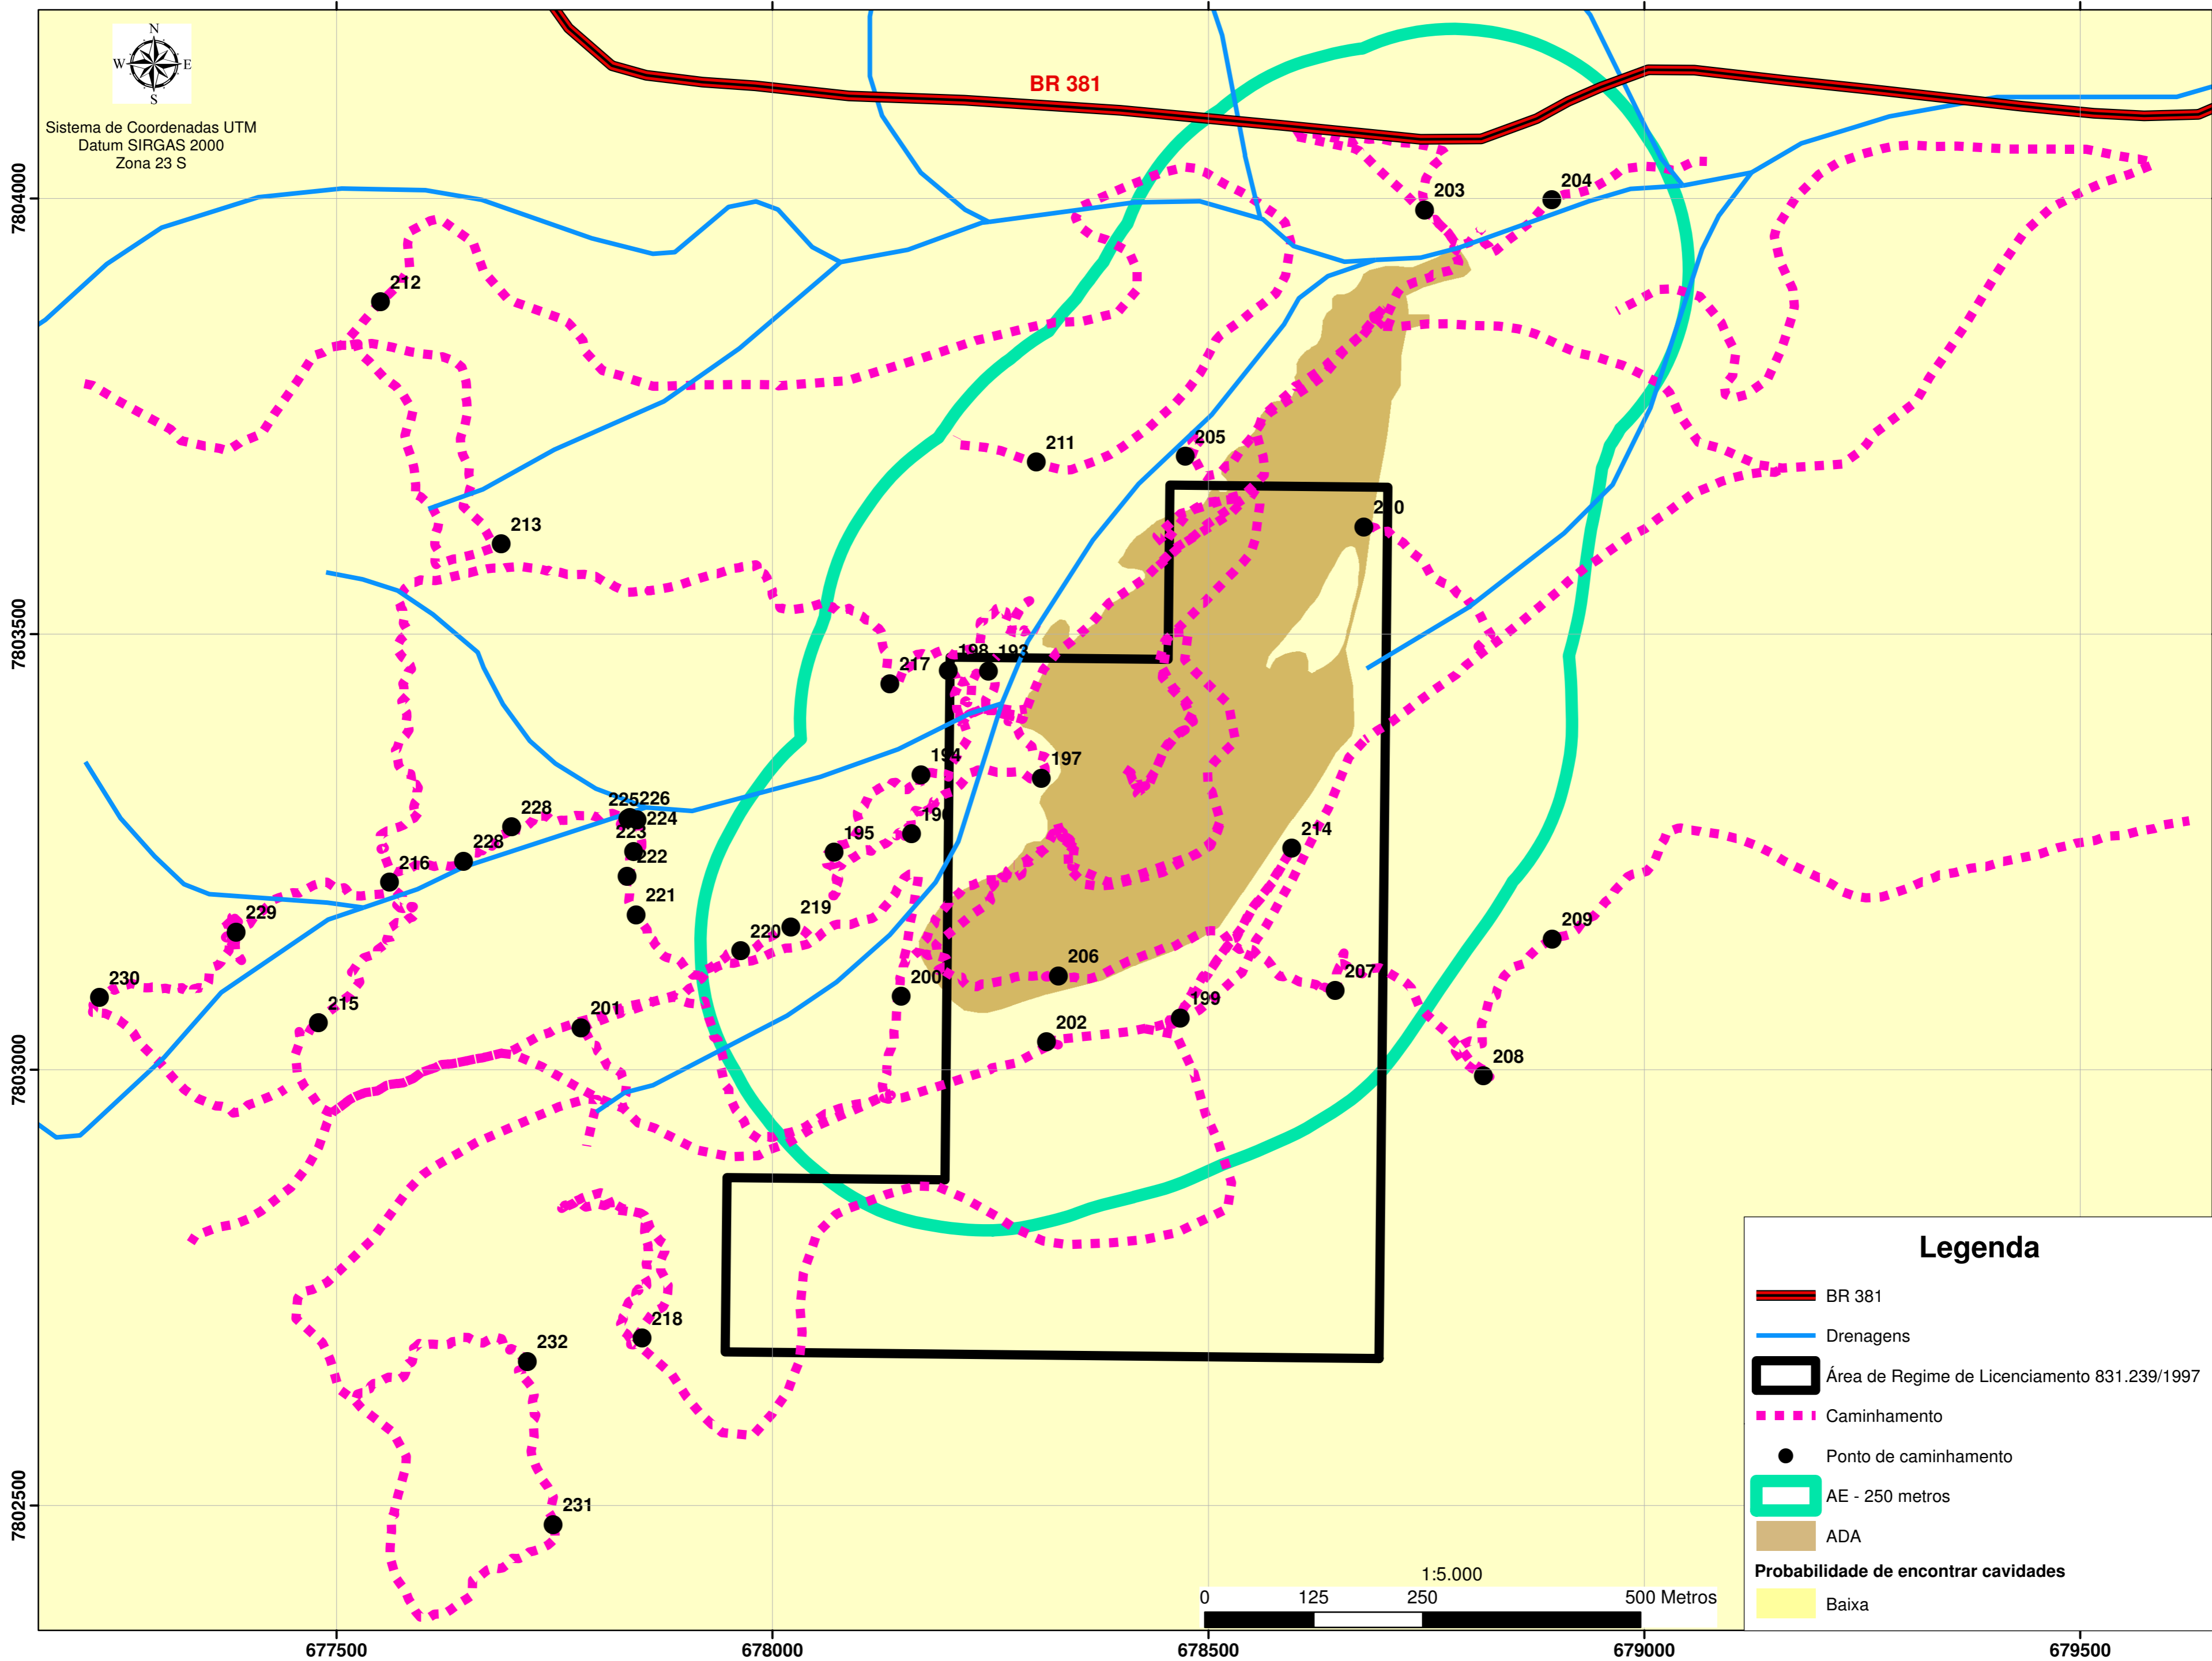 N
W E
S
Sistema de Coordenadas UTM
Datum SIRGAS 2000
Zona 23 S
BR 381
7804000
7803500
7803000
7802500
203
204
212
211
205
210
213
198
193
217
194
197
225
226
224
223
228
228
222
195
196
214
216
221
229
219
220
209
206
230
200
207
215
201
199
202
208
218
232
231
Legenda
BR 381
Drenagens
Área de Regime de Licenciamento 831.239/1997
Caminhamento
Ponto de caminhamento
AE - 250 metros
ADA
Probabilidade de encontrar cavidades
Baixa
1:5.000
0 125 250 500 Metros
677500 678000 678500 679000 679500